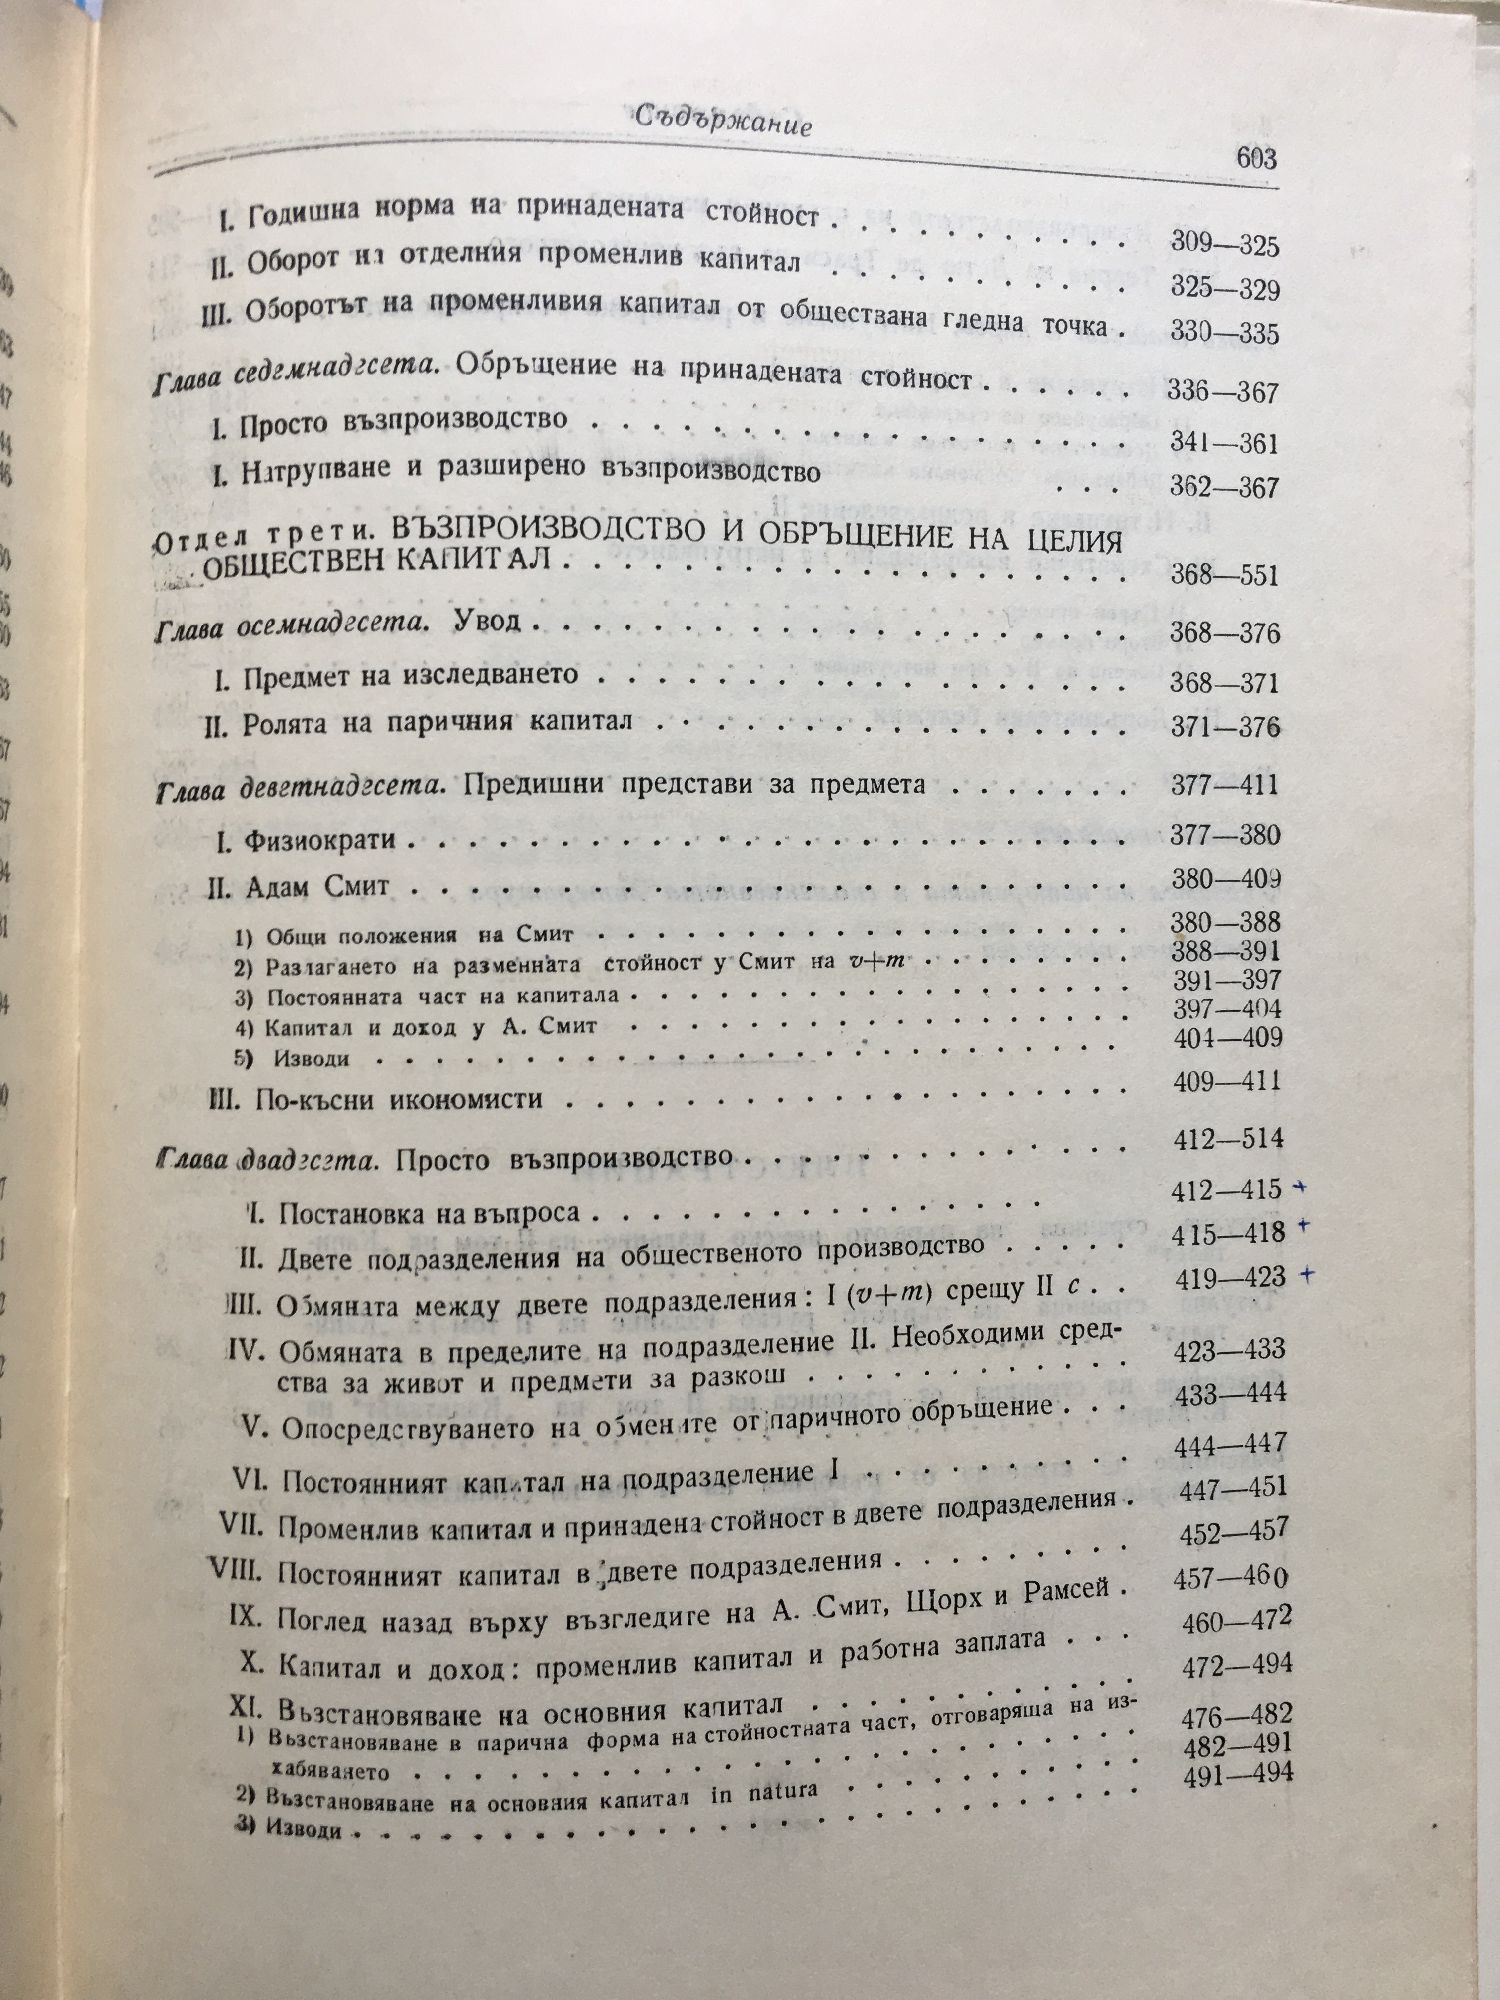 Съдържание
603
I. Годишна норма на принадената стойност . . . . . . . . . . . 309—325
II. Оборот на отделния променлив капитал . . . . . . . . . . . 325—329
III. Оборотът на променливия капитал от обществана гледна точка . 330—335
Глава седемнадесета. Обръщение на принадената стойност . . . . . . 336—367
I. Просто възпроизводство . . . . . . . . . . . . . . . . . . 341—361
I. Натрупване и разширено възпроизводство . . . 362—367
Отдел трети. ВЪЗПРОИЗВОДСТВО И ОБРЪЩЕНИЕ НА ЦЕЛИЯ
ОБЩЕСТВЕН КАПИТАЛ . . . . . . . . . . . . . . . . . . . 368—551
Глава осемнадесета. Увод . . . . . . . . . . . . . . . . . . . . 368—376
I. Предмет на изследването . . . . . . . . . . . . . . . . . . 368—371
II. Ролята на паричния капитал . . . . . . . . . . . . . . . . 371—376
Глава деветнадесета. Предишни представи за предмета . . . . . . . 377—411
I. Физиократи . . . . . . . . . . . . . . . . . . . . . . . . 377—380
II. Адам Смит . . . . . . . . . . . . . . . . . . . . . . . . 380—409
1) Общи положения на Смит . . . . . . . . . . . . . . . . . . 380—388
2) Разлагането на разменната стойност у Смит на v+m . . . . . . . . 388—391
3) Постоянната част на капитала . . . . . . . . . . . . . . . . . 391—397
4) Капитал и доход у А. Смит . . . . . . . . . . . . . . . . . 397—404
5) Изводи . . . . . . . . . . . . . . . . . . . . . . . . . 404—409
III. По-късни икономисти . . . . . . . . . . . . . . . . . . . 409—411
Глава двадесета. Просто възпроизводство . . . . . . . . . . . . . 412—514
I. Постановка на въпроса . . . . . . . . . . . . . . . . 412—415 +
II. Двете подразделения на общественото производство . . . . . 415—418 +
III. Обмяната между двете подразделения: I (v+m) срещу II c . . 419—423 +
IV. Обмяната в пределите на подразделение II. Необходими сред-
ства за живот и предмети за разкош . . . . . . . . . . . 423—433
V. Опосредствуването на обмените от паричното обръщение . . . 433—444
VI. Постоянният капитал на подразделение I . . . . . . . . . 444—447
VII. Променлив капитал и принадена стойност в двете подразделения . 447—451
VIII. Постоянният капитал в двете подразделения . . . . . . . . . 452—457
IX. Поглед назад върху възгледите на А. Смит, Щорх и Рамсей . 457—460
X. Капитал и доход: променлив капитал и работна заплата . . . 460—472
XI. Възстановяване на основния капитал . . . . . . . . . . . . 472—494
1) Възстановяване в парична форма на стойностната част, отговаряща на из-
хабяването . . . . . . . . . . . . . . . . . . . . . . . . 476—482
2) Възстановяване на основния капитал in natura . . . . . . . . . . 482—491
3) Изводи . . . . . . . . . . . . . . . . . . . . . . . . . . 491—494